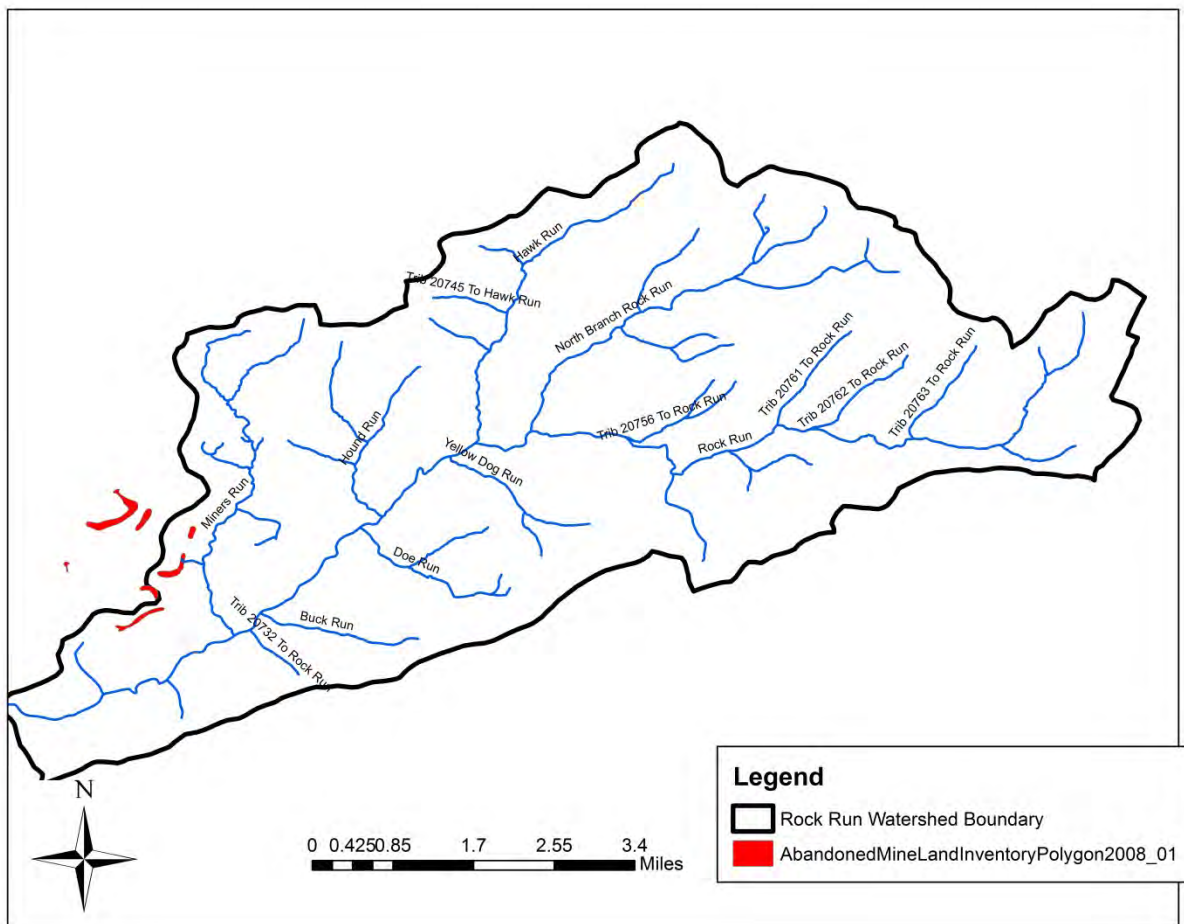 Hawk Run
Trib 20745 To Hawk Run
North Branch Rock Run
Trib 20761 To Rock Run
Trib 20762 To Rock Run
Trib 20763 To Rock Run
Trib 20756 To Rock Run
Rock Run
Hound Run
Yellow Dog Run
Miners Run
Doe Run
Buck Run
Trib 20732 To Rock Run
N
0 0.4250.85 1.7 2.55 3.4
Miles
Legend
Rock Run Watershed Boundary
AbandonedMineLandInventoryPolygon2008_01